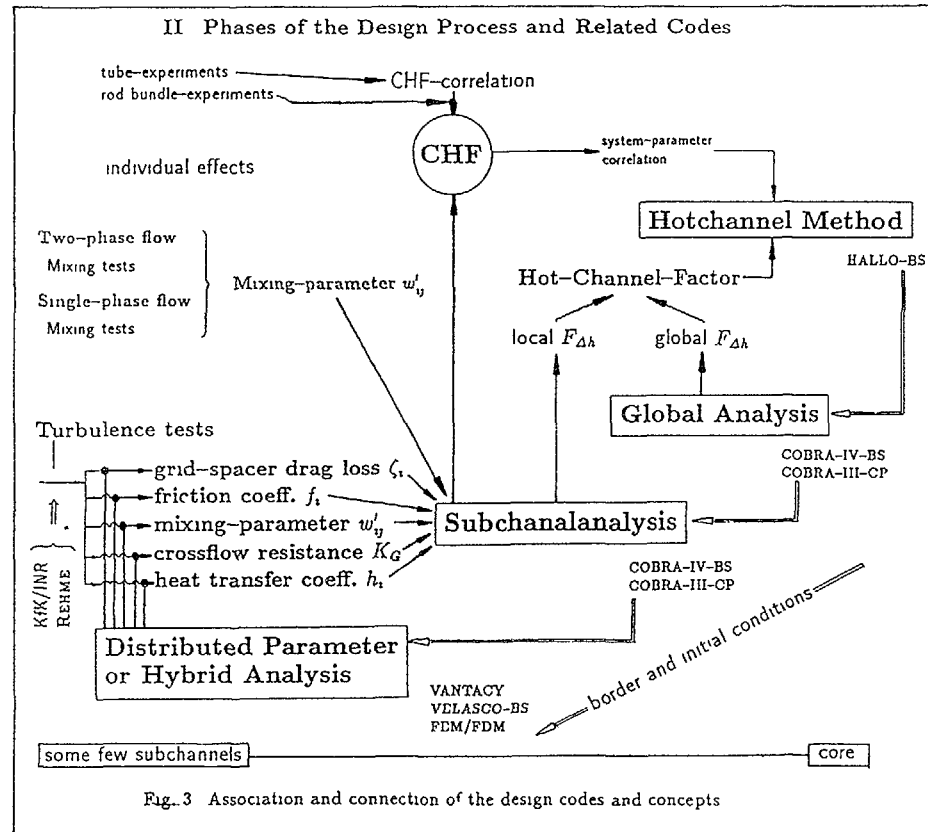 II Phases of the Design Process and Related Codes
tube-experiments
CHF-correlation
rod bundle-experiments
CHF
system-parameter
correlation
individual effects
Hotchannel Method
Two-phase flow
Mixing tests
Single-phase flow
Mixing tests
Mixing-parameter w'ij
HALLO-BS
Hot-Channel-Factor
local FΔh
global FΔh
Global Analysis
Turbulence tests
COBRA-IV-BS
COBRA-III-CP
grid-spacer drag loss ζi
friction coeff. fi
mixing-parameter w'ij
crossflow resistance KG
heat transfer coeff. hi
Subchanalanalysis
KfK/INR
REHME
COBRA-IV-BS
COBRA-III-CP
Distributed Parameter
or Hybrid Analysis
border and initial conditions
VANTACY
VELASCO-BS
FEM/FDM
some few subchannels
core
Fig. 3 Association and connection of the design codes and concepts